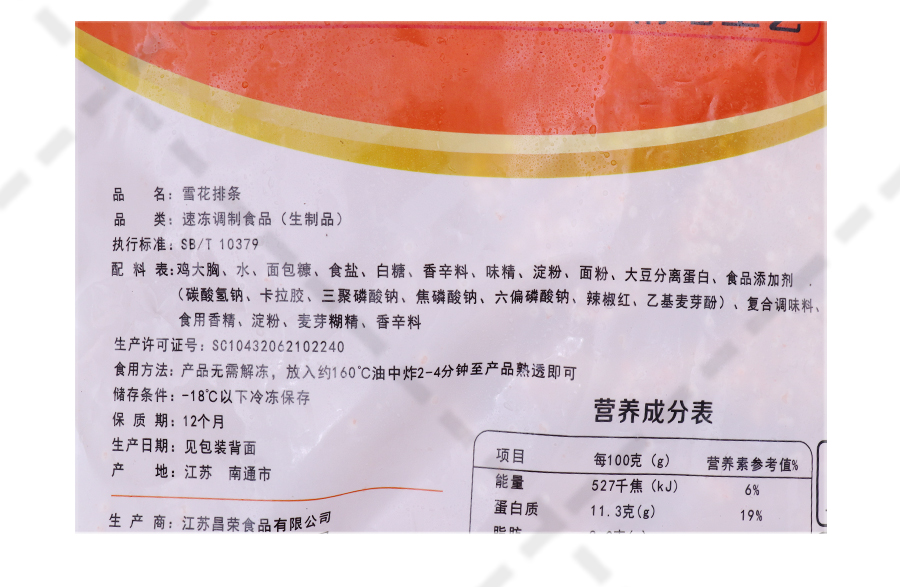 品 名：雪花排条
品 类：速冻调制食品（生制品）
执行标准：SB/T 10379
配 料 表：鸡大胸、水、面包糠、食盐、白糖、香辛料、味精、淀粉、面粉、大豆分离蛋白、食品添加剂
（碳酸氢钠、卡拉胶、三聚磷酸钠、焦磷酸钠、六偏磷酸钠、辣椒红、乙基麦芽酚）、复合调味料、
食用香精、淀粉、麦芽糊精、香辛料
生产许可证号：SC10432062102240
食用方法：产品无需解冻，放入约160℃油中炸2-4分钟至产品熟透即可
储存条件：-18℃以下冷冻保存
保 质 期：12个月
生产日期：见包装背面
产 地：江苏 南通市
生 产 商：江苏昌荣食品有限公司
营养成分表
项目 每100克（g） 营养素参考值%
能量 527千焦（kJ） 6%
蛋白质 11.3克(g) 19%